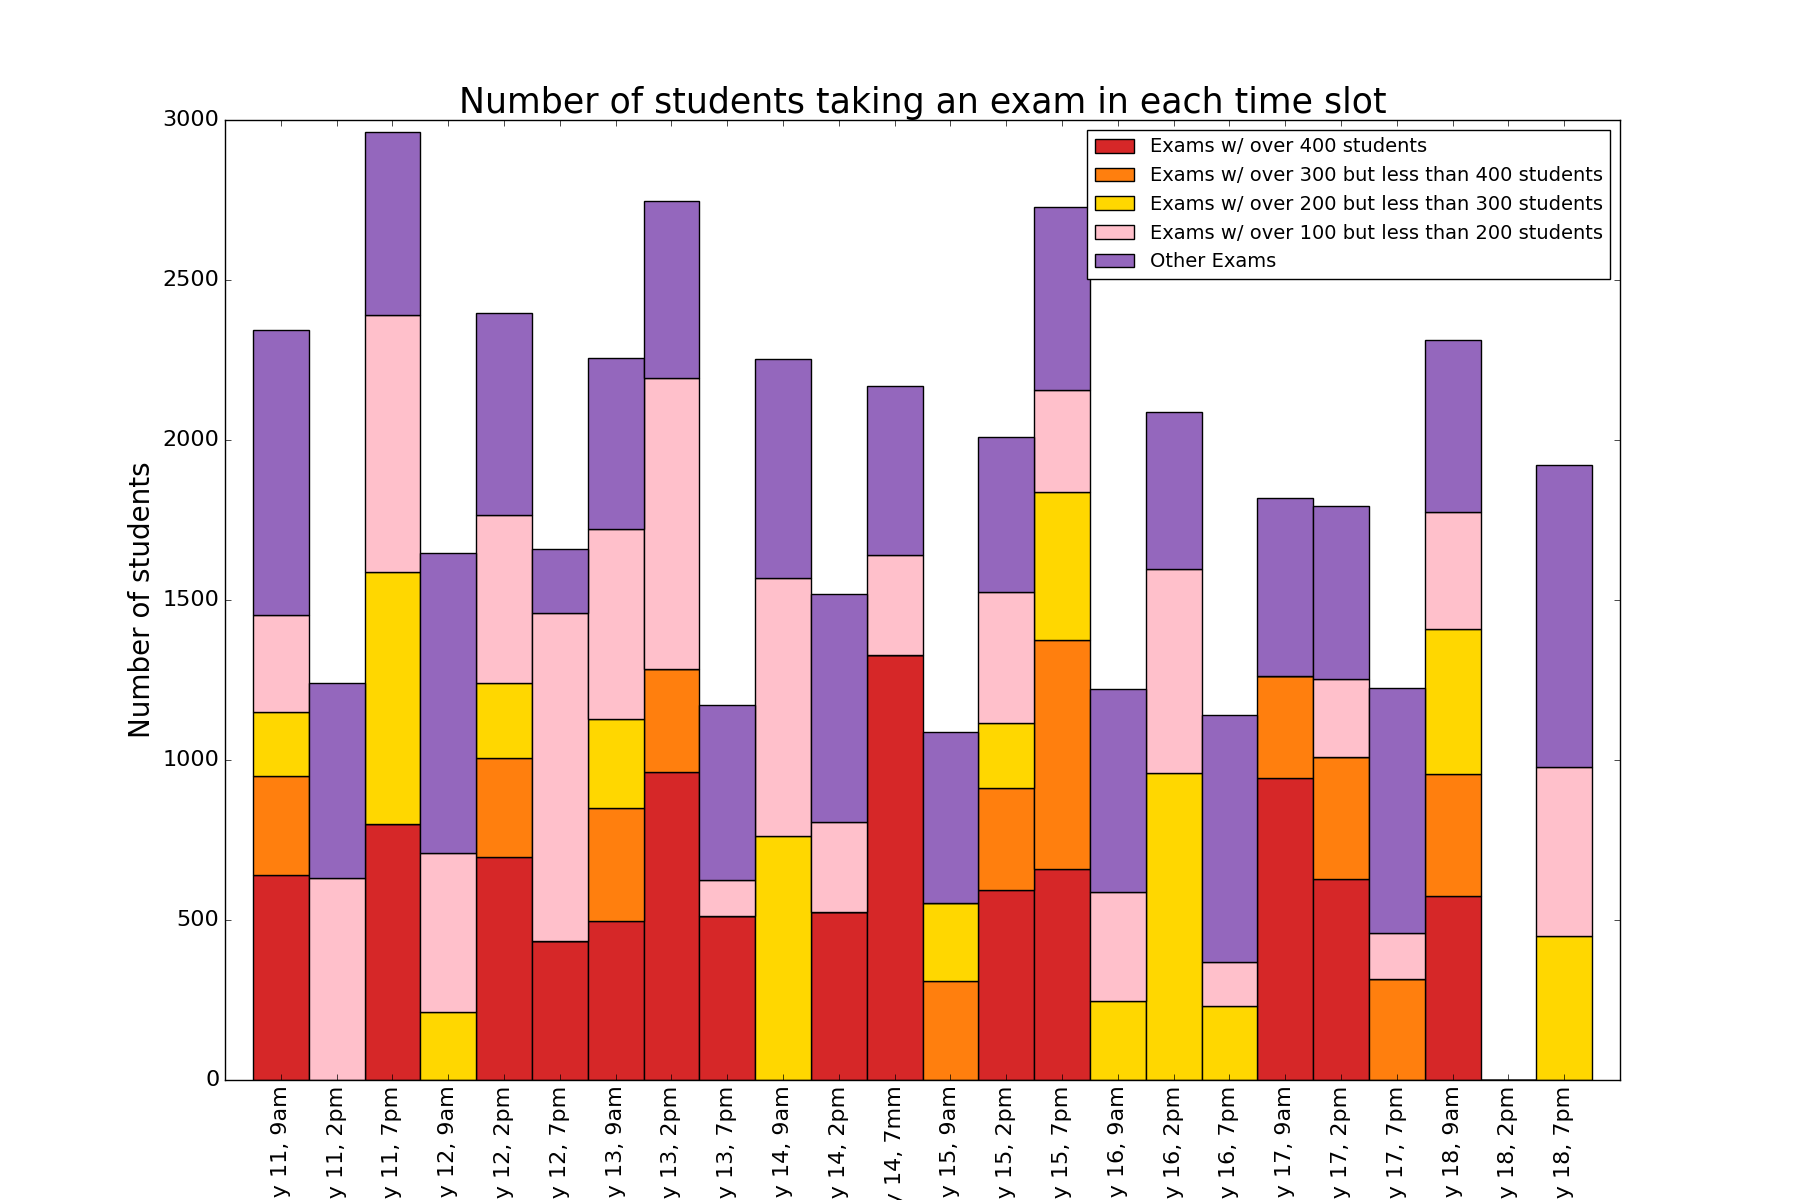 Number of students taking an exam in each time slot
Exams w/ over 400 students
Exams w/ over 300 but less than 400 students
Exams w/ over 200 but less than 300 students
Exams w/ over 100 but less than 200 students
Other Exams
Number of students
3000
2500
2000
1500
1000
500
0
y 11, 9am
y 11, 2pm
y 11, 7pm
y 12, 9am
y 12, 2pm
y 12, 7pm
y 13, 9am
y 13, 2pm
y 13, 7pm
y 14, 9am
y 14, 2pm
y 14, 7mm
y 15, 9am
y 15, 2pm
y 15, 7pm
y 16, 9am
y 16, 2pm
y 16, 7pm
y 17, 9am
y 17, 2pm
y 17, 7pm
y 18, 9am
y 18, 2pm
y 18, 7pm